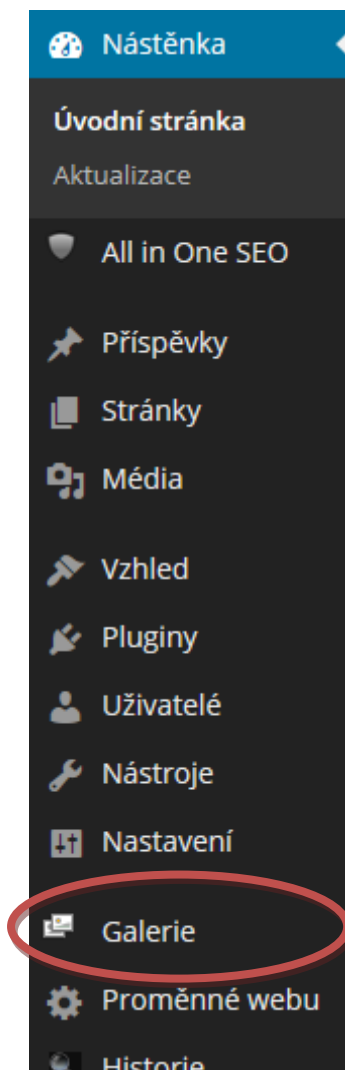 Nástěnka
Úvodní stránka
Aktualizace
All in One SEO
Příspěvky
Stránky
Média
Vzhled
Pluginy
Uživatelé
Nástroje
Nastavení
Galerie
Proměnné webu
Historie